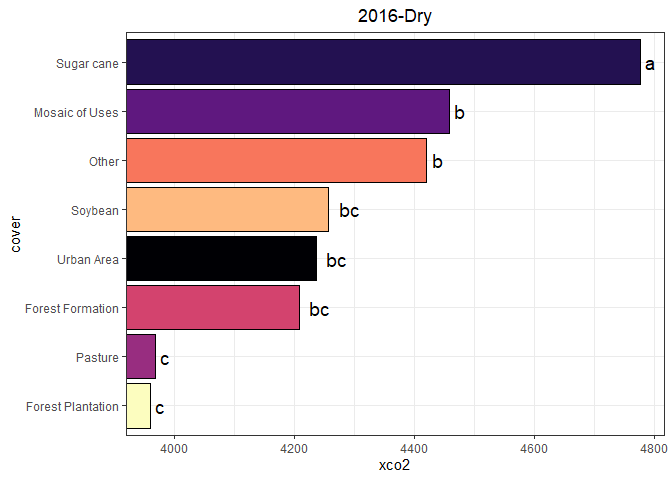 2016-Dry
Sugar cane
a
Mosaic of Uses
b
Other
b
Soybean
bc
Urban Area
bc
Forest Formation
bc
Pasture
c
Forest Plantation
c
cover
4000 4200 4400 4600 4800
xco2